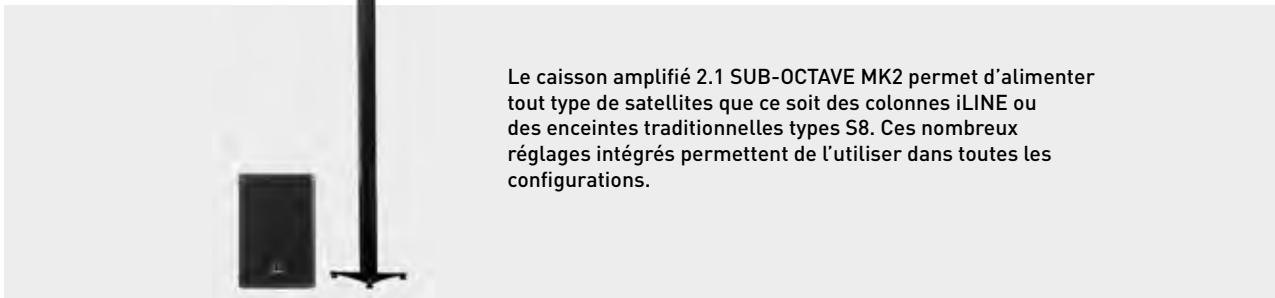 Le caisson amplifié 2.1 SUB-OCTAVE MK2 permet d’alimenter
tout type de satellites que ce soit des colonnes iLINE ou
des enceintes traditionnelles types S8. Ces nombreux
réglages intégrés permettent de l’utiliser dans toutes les
configurations.